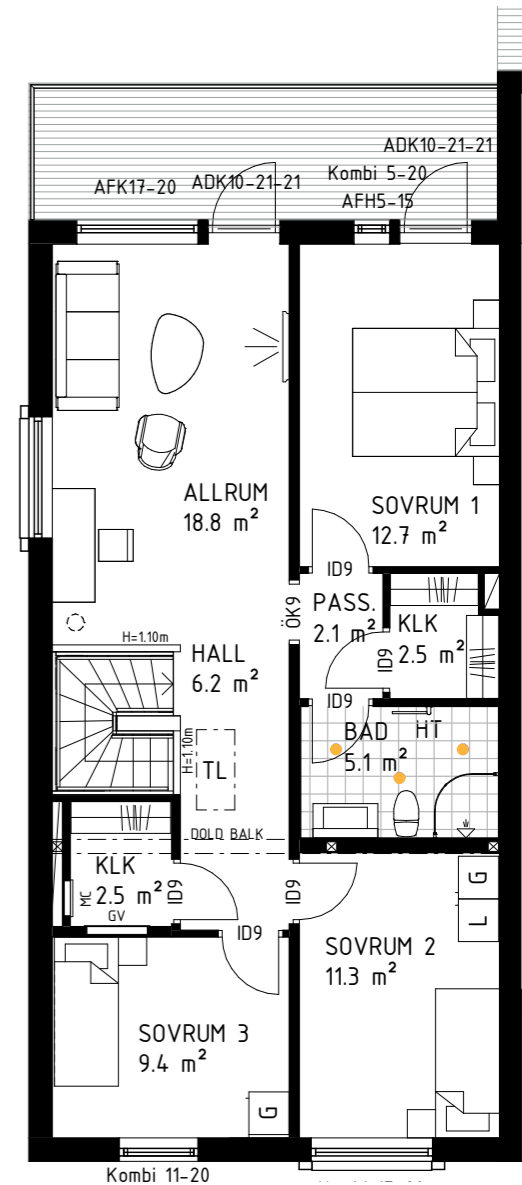 ADK10-21-21
Kombi 5-20
AFK17-20
ADK10-21-21
AFH5-15
ALLRUM
18.8 m²
SOVRUM 1
12.7 m²
ID9
ÖK9
PASS.
2.1 m²
KLK
2.5 m²
ID9
H=1.10m
HALL
6.2 m²
ID9
BAD
5.1 m²
HT
H=1.10m
TL
DOLD BALK
KLK
2.5 m²
MC
GV
ID9
ID9
ID9
G
L
SOVRUM 2
11.3 m²
SOVRUM 3
9.4 m²
G
Kombi 11-20